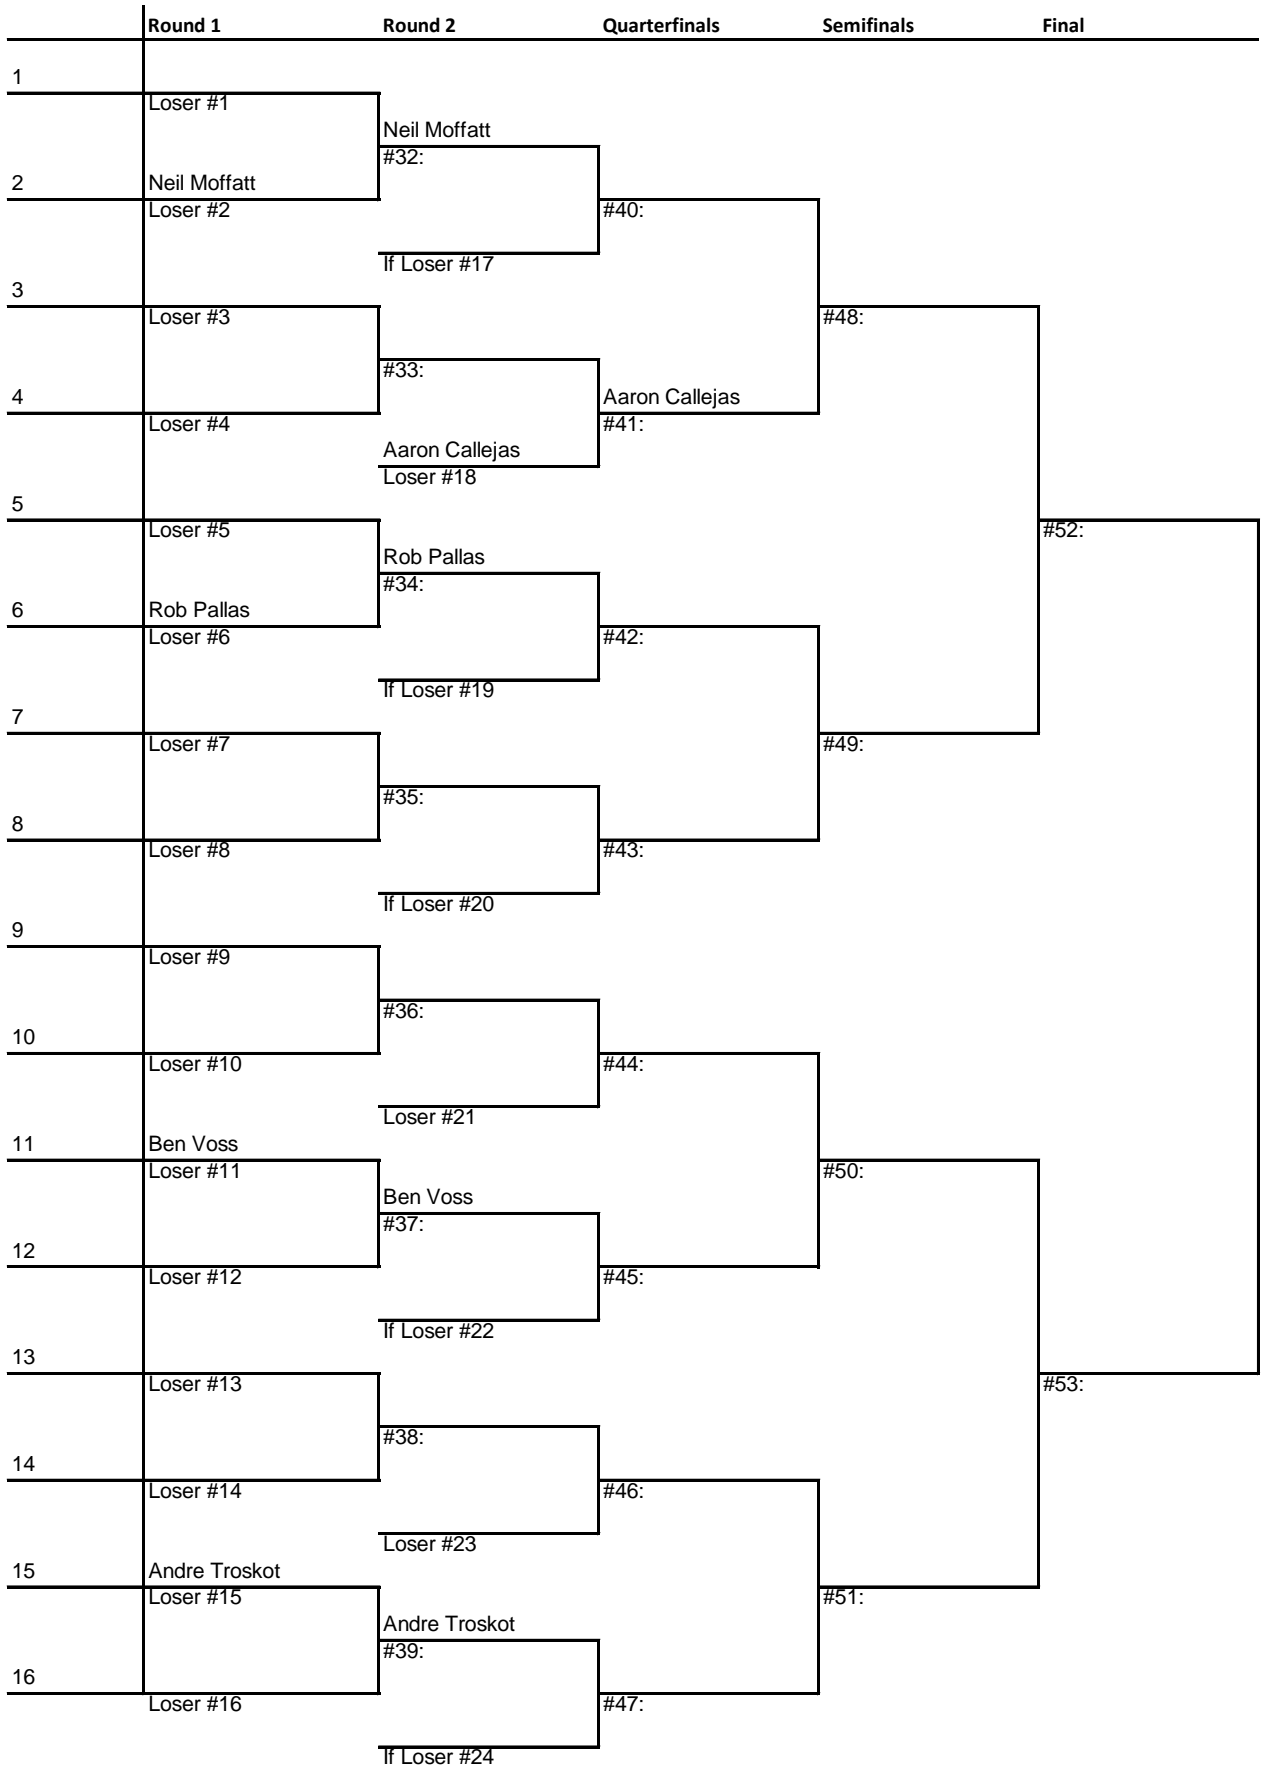 Round 1 Round 2 Quarterfinals Semifinals Final
1
Loser #1
Neil Moffatt
#32:
2 Neil Moffatt
Loser #2 #40:
If Loser #17
3
Loser #3 #48:
#33:
4 Aaron Callejas
Loser #4 #41:
Aaron Callejas
Loser #18
5
Loser #5 #52:
Rob Pallas
#34:
6 Rob Pallas
Loser #6 #42:
If Loser #19
7
Loser #7 #49:
#35:
8
Loser #8 #43:
If Loser #20
9
Loser #9
#36:
10
Loser #10 #44:
Loser #21
11 Ben Voss
Loser #11 #50:
Ben Voss
#37:
12
Loser #12 #45:
If Loser #22
13
Loser #13 #53:
#38:
14
Loser #14 #46:
Loser #23
15 Andre Troskot
Loser #15 #51:
Andre Troskot
#39:
16
Loser #16 #47:
If Loser #24